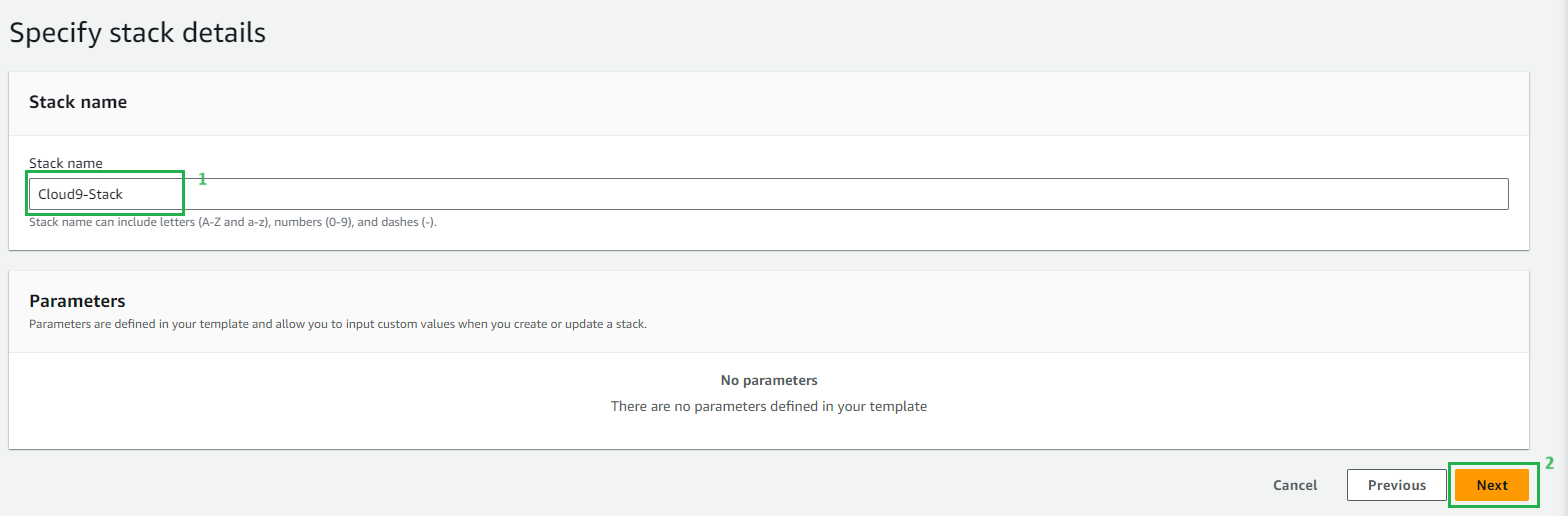 Specify stack details
Stack name
Stack name
Cloud9-Stack
1
Stack name can include letters (A-Z and a-z), numbers (0-9), and dashes (-).
Parameters
Parameters are defined in your template and allow you to input custom values when you create or update a stack.
No parameters
There are no parameters defined in your template
Cancel Previous Next 2